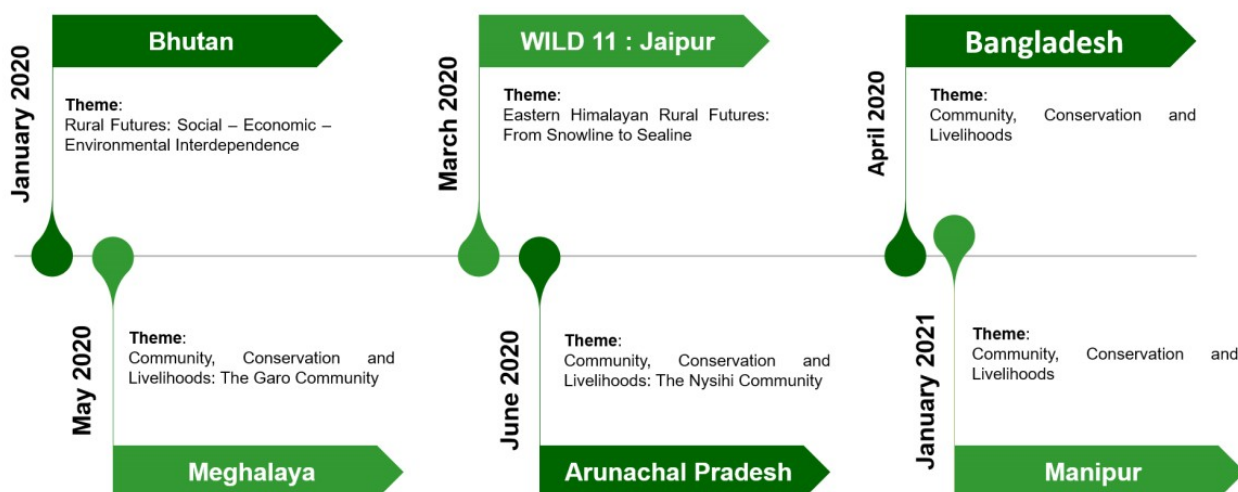 January 2020
Bhutan
Theme:
Rural Futures: Social – Economic –
Environmental Interdependence
March 2020
WILD 11 : Jaipur
Theme:
Eastern Himalayan Rural Futures:
From Snowline to Sealine
April 2020
Bangladesh
Theme:
Community, Conservation and
Livelihoods
May 2020
Theme:
Community, Conservation and
Livelihoods: The Garo Community
Meghalaya
June 2020
Theme:
Community, Conservation and
Livelihoods: The Nysihi Community
Arunachal Pradesh
January 2021
Theme:
Community, Conservation and
Livelihoods
Manipur